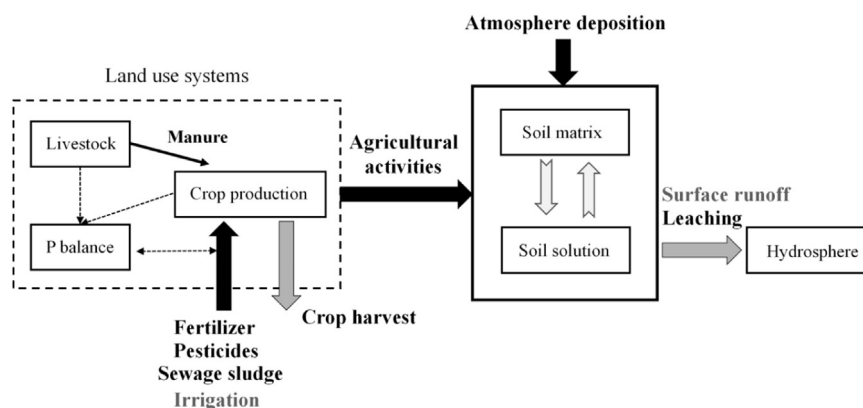 Atmosphere deposition
Land use systems
Livestock
Manure
Crop production
P balance
Agricultural
activities
Soil matrix
Soil solution
Surface runoff
Leaching
Hydrosphere
Crop harvest
Fertilizer
Pesticides
Sewage sludge
Irrigation